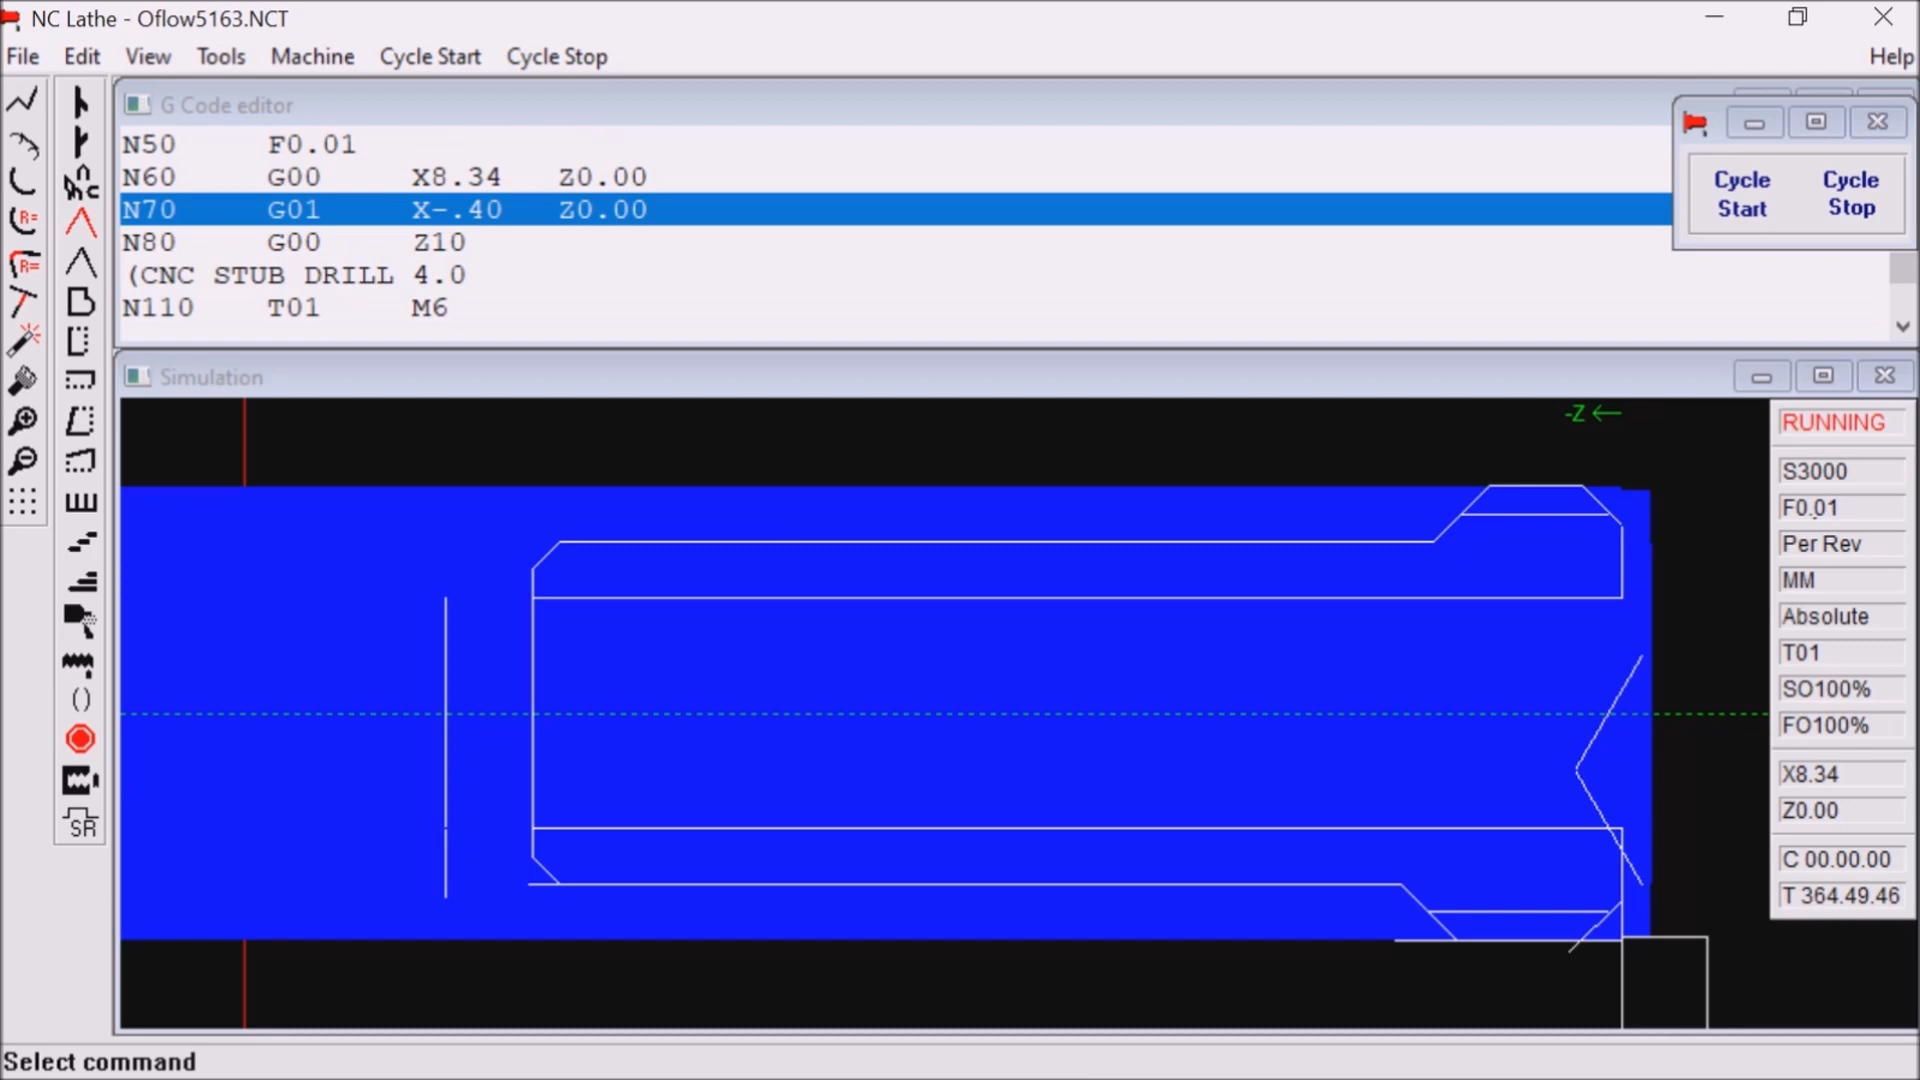 NC Lathe - Oflow5163.NCT
File Edit View Tools Machine Cycle Start Cycle Stop Help
G Code editor
N50 F0.01
N60 G00 X8.34 Z0.00
N70 G01 X-.40 Z0.00
N80 G00 Z10
(CNC STUB DRILL 4.0
N110 T01 M6
Cycle Start
Cycle Stop
Simulation
-Z
RUNNING
S3000
F0.01
Per Rev
MM
Absolute
T01
SO100%
FO100%
X8.34
Z0.00
C 00.00.00
T 364.49.46
R=
R=
()
SR
Select command